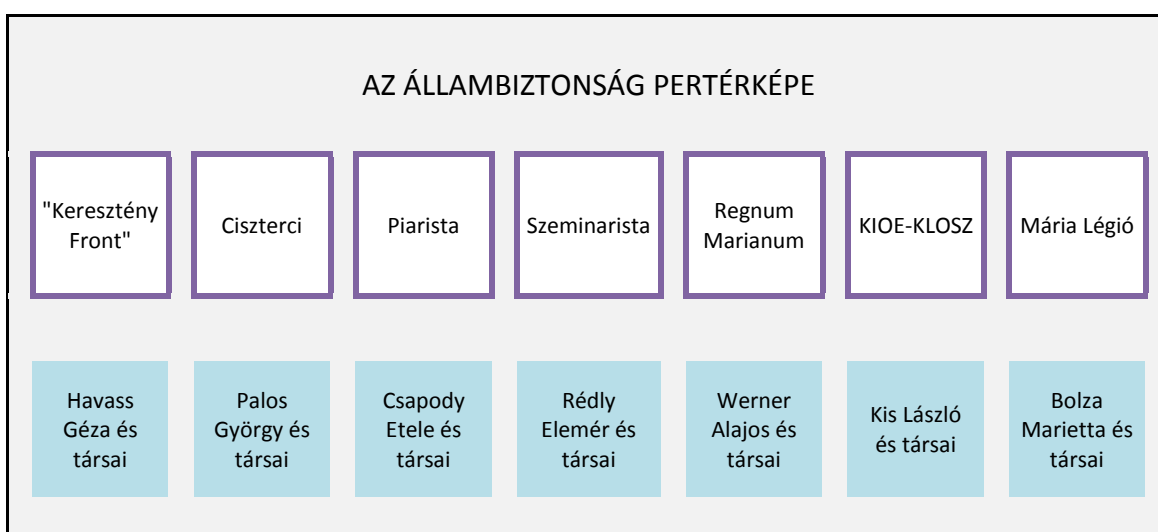 AZ ÁLLAMBIZTONSÁG PERTÉRKÉPE
"Keresztény
Front"
Ciszterci
Piarista
Szeminarista
Regnum
Marianum
KIOE-KLOSZ
Mária Légió
Havass
Géza és
társai
Palos
György és
társai
Csapody
Etele és
társai
Rédly
Elemér és
társai
Werner
Alajos és
társai
Kis László
és társai
Bolza
Marietta és
társai